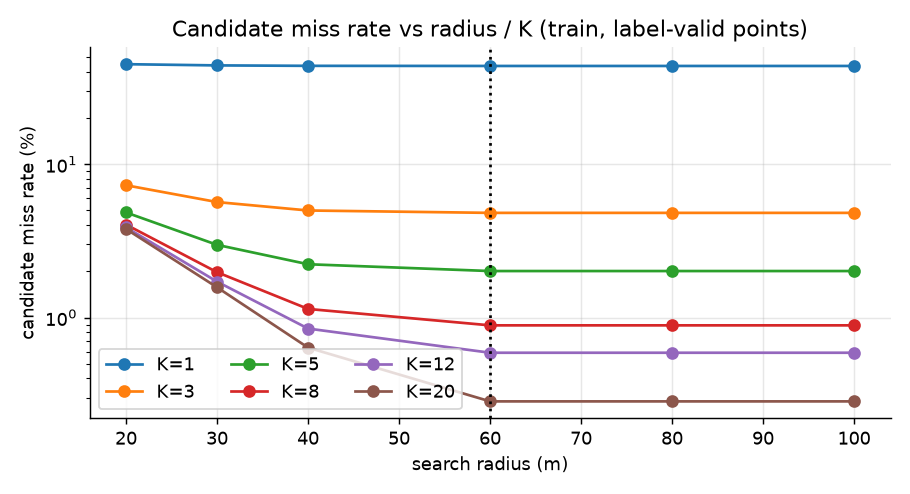 Candidate miss rate vs radius / K (train, label-valid points)
candidate miss rate (%)
10¹
10⁰
K=1 K=5 K=12
K=3 K=8 K=20
20 30 40 50 60 70 80 90 100
search radius (m)